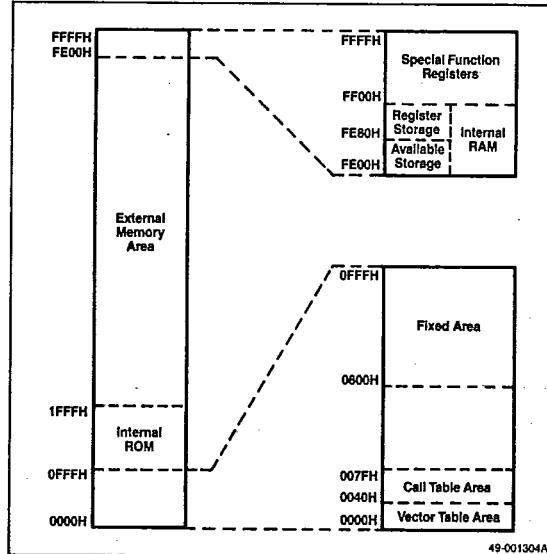 FFFFH
FE00H
External
Memory
Area
1FFFH
Internal
ROM
0FFFH
0000H
FFFFH
Special Function
Registers
FF00H
Register
Storage
FE80H
Internal
RAM
Available
Storage
FE00H
0FFFH
Fixed Area
0600H
007FH
Call Table Area
0040H
Vector Table Area
0000H
49-001304A